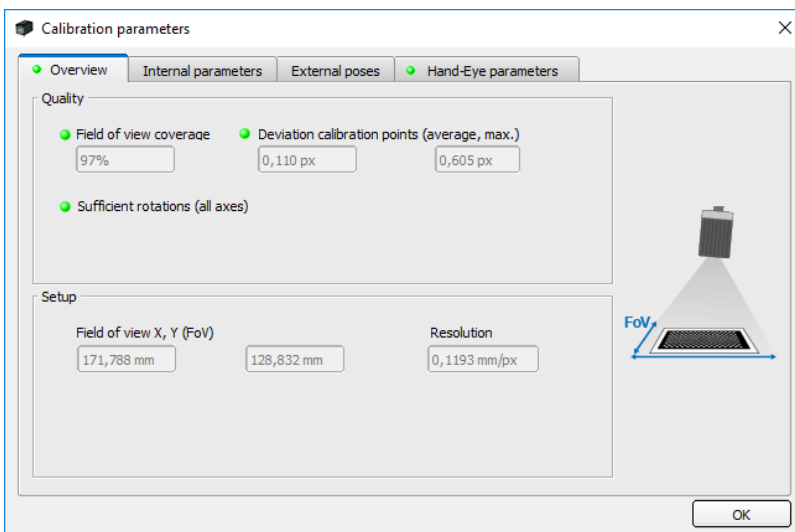 Calibration parameters
Overview Internal parameters External poses Hand-Eye parameters
Quality
Field of view coverage Deviation calibration points (average, max.)
97% 0,110 px 0,605 px
Sufficient rotations (all axes)
Setup
Field of view X, Y (FoV) Resolution
171,788 mm 128,832 mm 0,1193 mm/px
FoV
OK